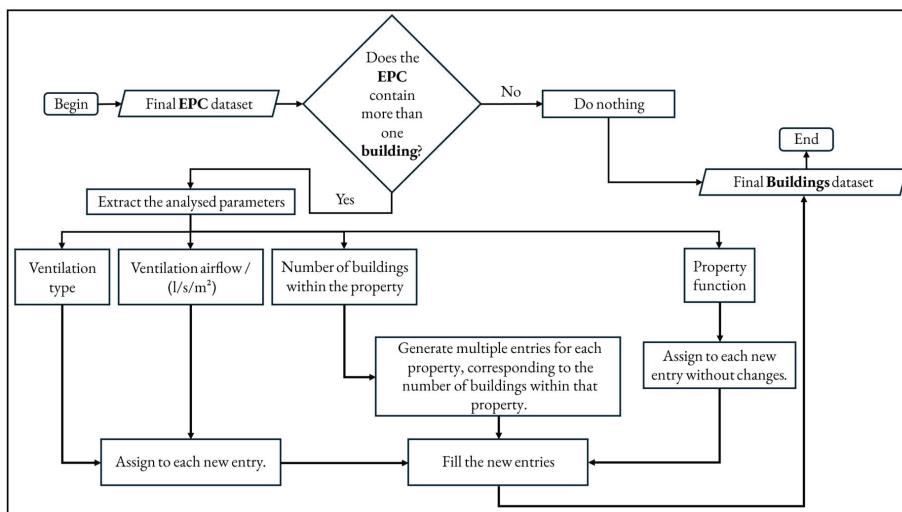 Does the
EPC
contain
more than
one
building?
Begin
Final EPC dataset
No
Do nothing
End
Final Buildings dataset
Yes
Extract the analysed parameters
Ventilation
type
Ventilation airflow /
(l/s/m²)
Number of buildings
within the property
Property
function
Generate multiple entries for each
property, corresponding to the
number of buildings within that
property.
Assign to each new
entry without changes.
Assign to each new entry.
Fill the new entries